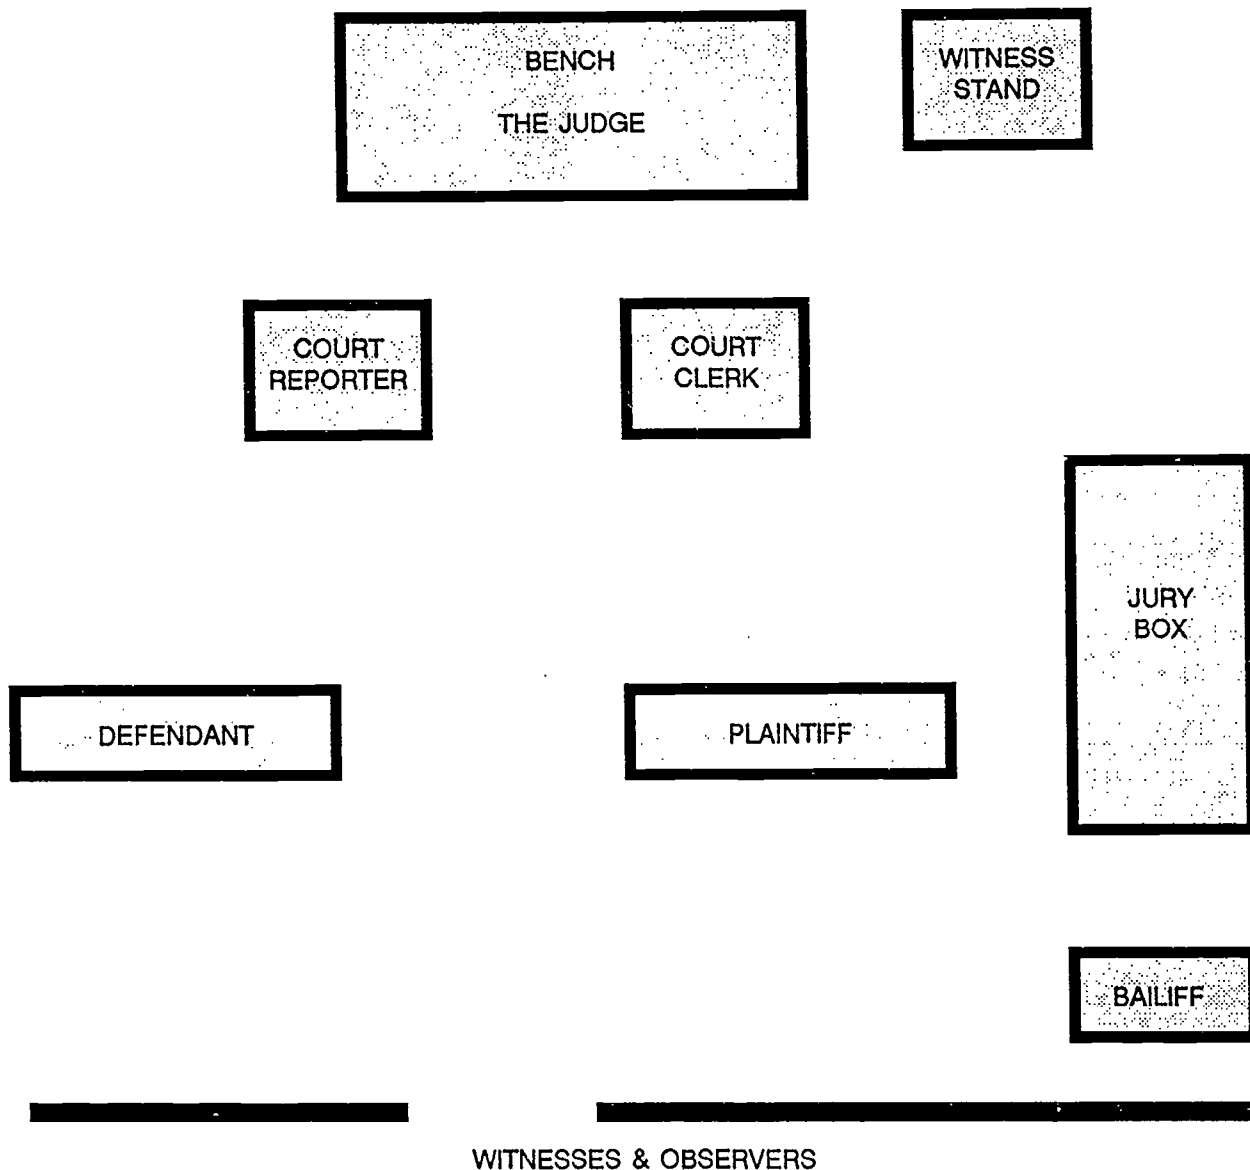 BENCH
THE JUDGE
WITNESS
STAND
COURT
REPORTER
COURT
CLERK
JURY
BOX
DEFENDANT
PLAINTIFF
BAILIFF
WITNESSES & OBSERVERS